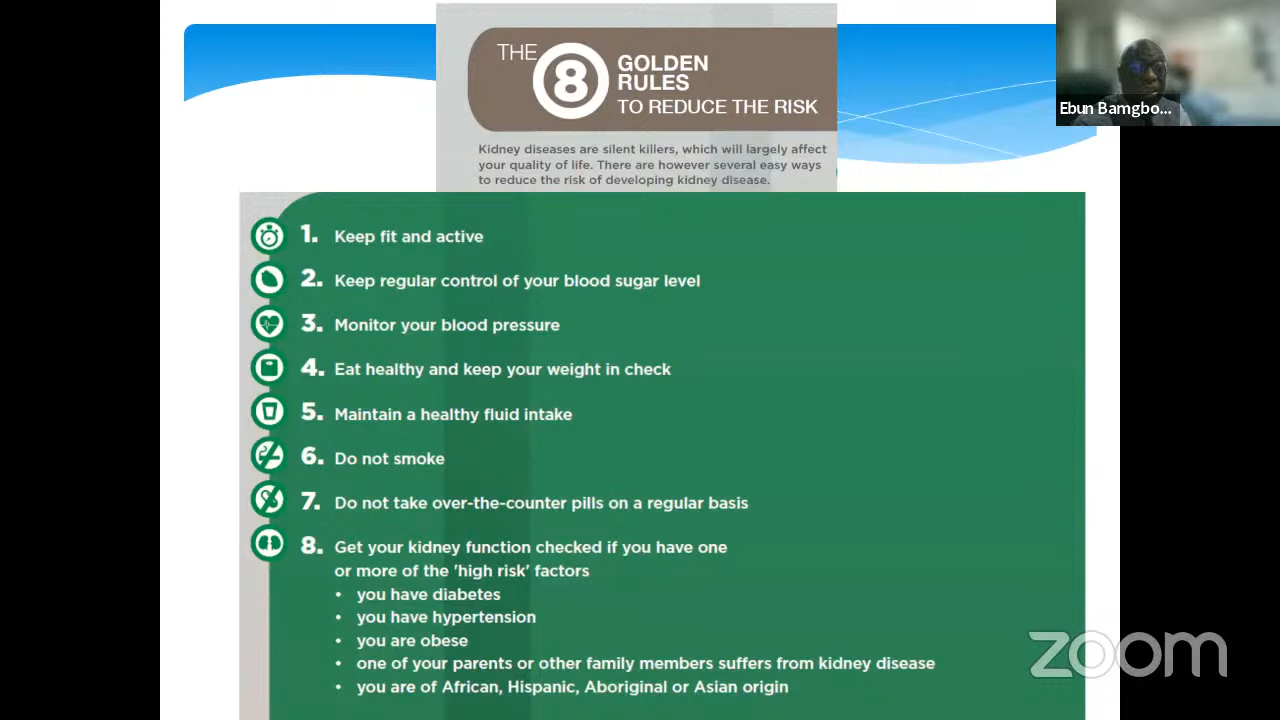 THE 8 GOLDEN
RULES
TO REDUCE THE RISK
Ebun Bamgbo...
Kidney diseases are silent killers, which will largely affect
your quality of life. There are however several easy ways
to reduce the risk of developing kidney disease.
1. Keep fit and active
2. Keep regular control of your blood sugar level
3. Monitor your blood pressure
4. Eat healthy and keep your weight in check
5. Maintain a healthy fluid intake
6. Do not smoke
7. Do not take over-the-counter pills on a regular basis
8. Get your kidney function checked if you have one
or more of the 'high risk' factors
• you have diabetes
• you have hypertension
• you are obese
• one of your parents or other family members suffers from kidney disease
• you are of African, Hispanic, Aboriginal or Asian origin
zoom